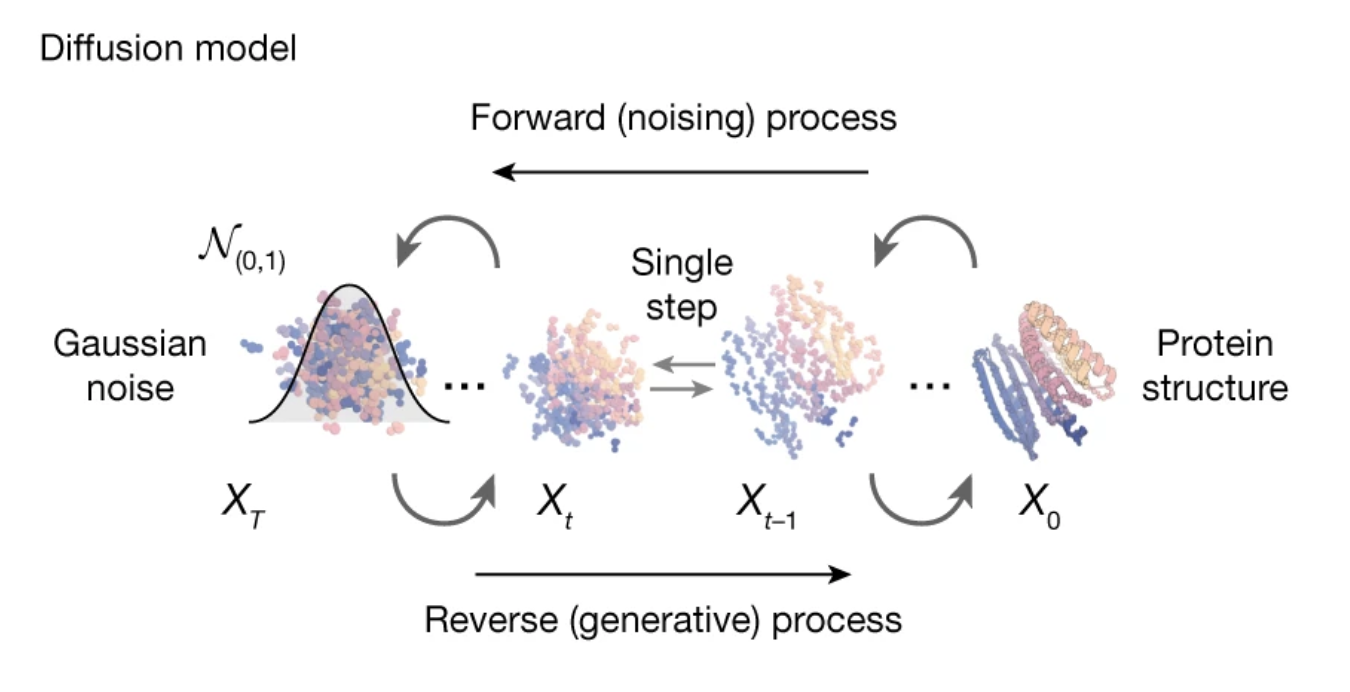 Diffusion model
Forward (noising) process
𝒩(0,1)
Single
step
Gaussian
noise
...
...
Protein
structure
X_T
X_t
X_{t–1}
X_0
Reverse (generative) process